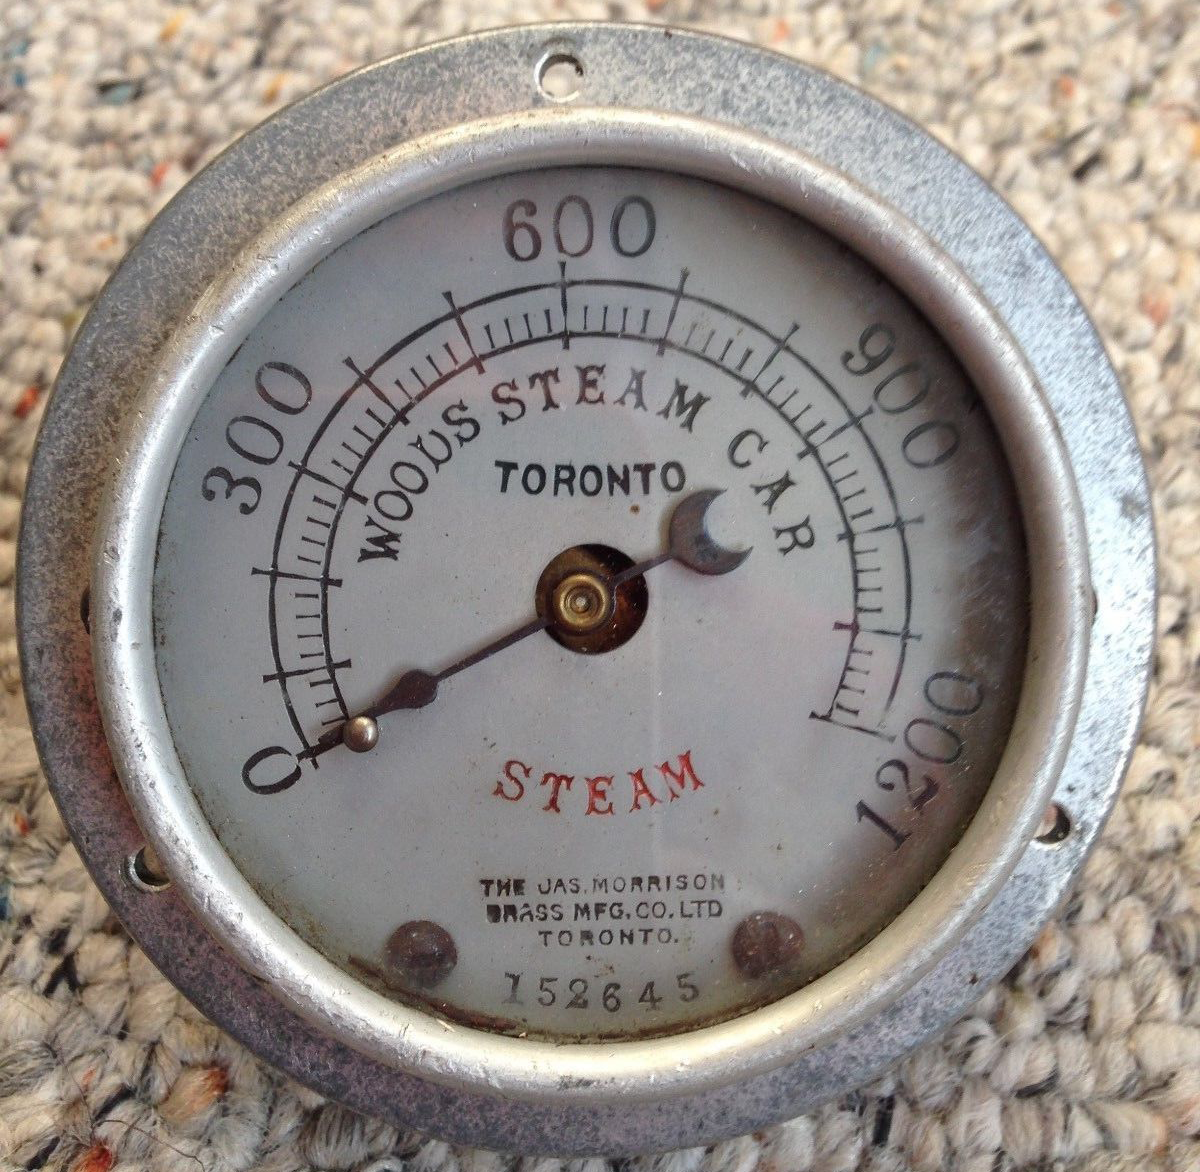 600
300
900
0
1200
WOODS STEAM CAR
TORONTO
STEAM
THE JAS. MORRISON
BRASS MFG. CO. LTD
TORONTO.
152645